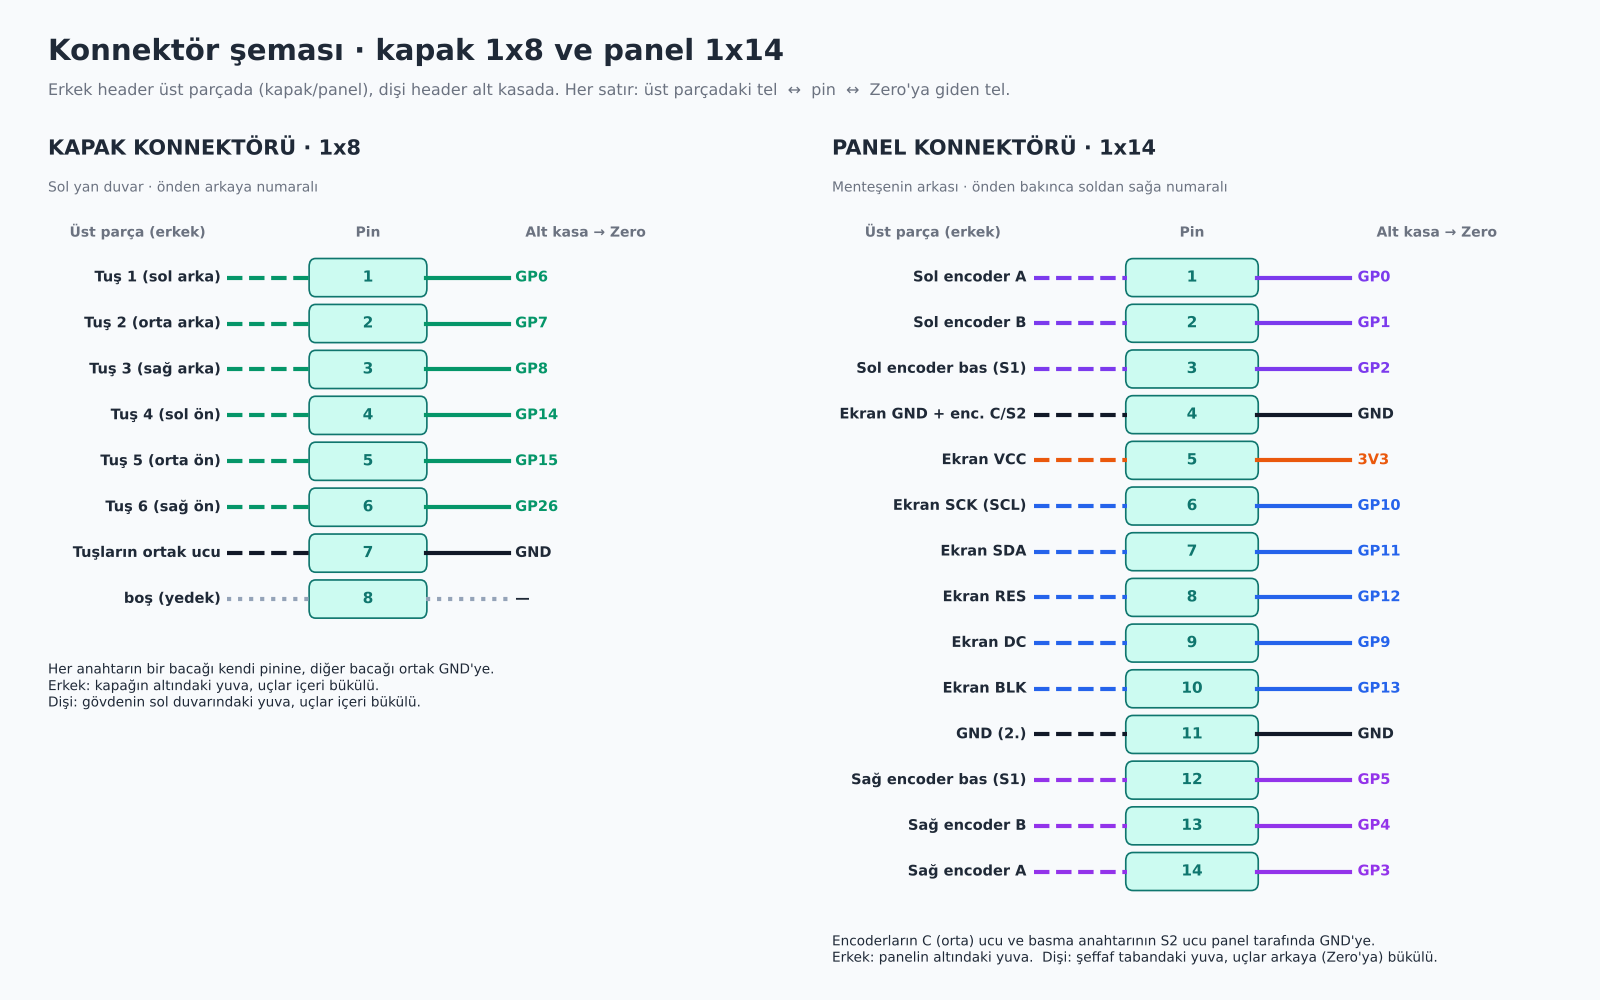 Konnektör şeması · kapak 1x8 ve panel 1x14
Erkek header üst parçada (kapak/panel), dişi header alt kasada. Her satır: üst parçadaki tel ↔ pin ↔ Zero'ya giden tel.
KAPAK KONNEKTÖRÜ · 1x8
Sol yan duvar · önden arkaya numaralı
Üst parça (erkek) Pin Alt kasa → Zero
Tuş 1 (sol arka) 1 GP6
Tuş 2 (orta arka) 2 GP7
Tuş 3 (sağ arka) 3 GP8
Tuş 4 (sol ön) 4 GP14
Tuş 5 (orta ön) 5 GP15
Tuş 6 (sağ ön) 6 GP26
Tuşların ortak ucu 7 GND
boş (yedek) 8 —
Her anahtarın bir bacağı kendi pinine, diğer bacağı ortak GND'ye.
Erkek: kapağın altındaki yuva, uçlar içeri bükülü.
Dişi: gövdenin sol duvarındaki yuva, uçlar içeri bükülü.
PANEL KONNEKTÖRÜ · 1x14
Menteşenin arkası · önden bakınca soldan sağa numaralı
Üst parça (erkek) Pin Alt kasa → Zero
Sol encoder A 1 GP0
Sol encoder B 2 GP1
Sol encoder bas (S1) 3 GP2
Ekran GND + enc. C/S2 4 GND
Ekran VCC 5 3V3
Ekran SCK (SCL) 6 GP10
Ekran SDA 7 GP11
Ekran RES 8 GP12
Ekran DC 9 GP9
Ekran BLK 10 GP13
GND (2.) 11 GND
Sağ encoder bas (S1) 12 GP5
Sağ encoder B 13 GP4
Sağ encoder A 14 GP3
Encoderların C (orta) ucu ve basma anahtarının S2 ucu panel tarafında GND'ye.
Erkek: panelin altındaki yuva. Dişi: şeffaf tabandaki yuva, uçlar arkaya (Zero'ya) bükülü.